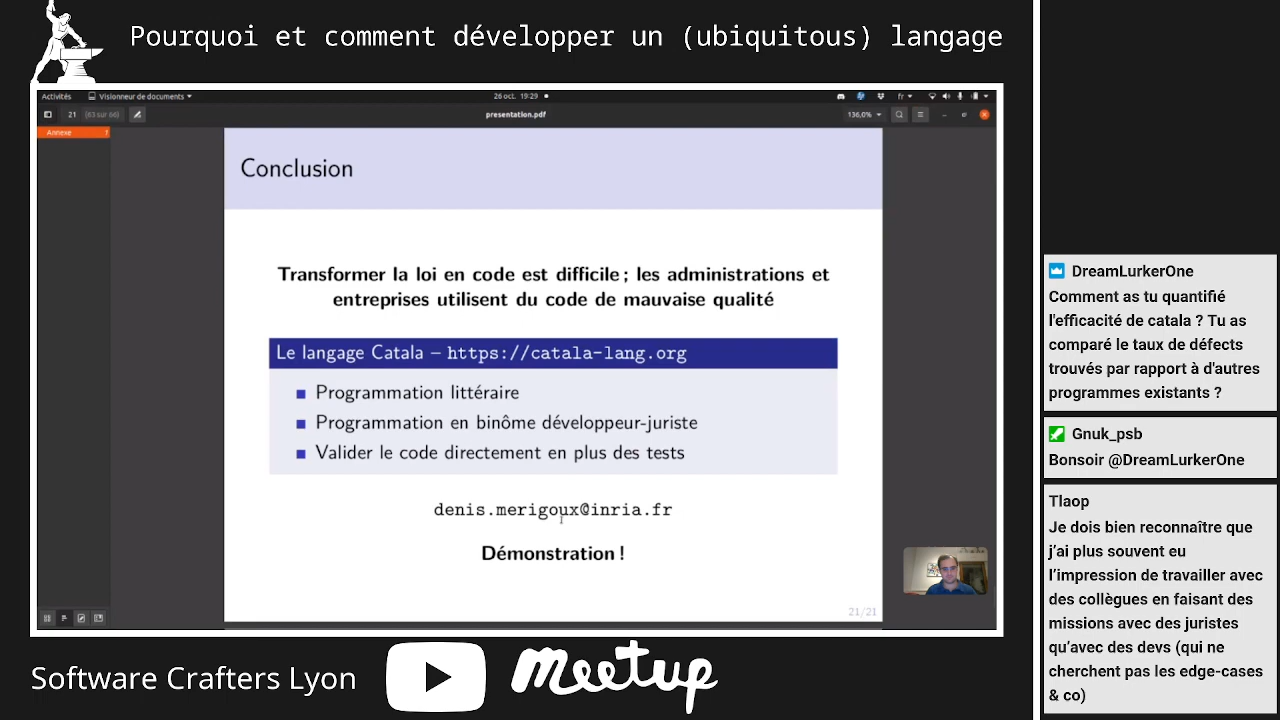 Pourquoi et comment développer un (ubiquitous) langage
Activités
Visionneur de documents
26 oct. 19:29
fr
21
(63 sur 66)
presentation.pdf
136,0%
Annexe
?
Conclusion
Transformer la loi en code est difficile ; les administrations et
entreprises utilisent du code de mauvaise qualité
Le langage Catala – https://catala-lang.org
Programmation littéraire
Programmation en binôme développeur-juriste
Valider le code directement en plus des tests
denis.merigoux@inria.fr
Démonstration !
21/21
DreamLurkerOne
Comment as tu quantifié
l'efficacité de catala ? Tu as
comparé le taux de défects
trouvés par rapport à d'autres
programmes existants ?
Gnuk_psb
Bonsoir @DreamLurkerOne
Tlaop
Je dois bien reconnaître que
j’ai plus souvent eu
l’impression de travailler avec
des collègues en faisant des
missions avec des juristes
qu’avec des devs (qui ne
cherchent pas les edge-cases
& co)
Software Crafters Lyon
Meetup